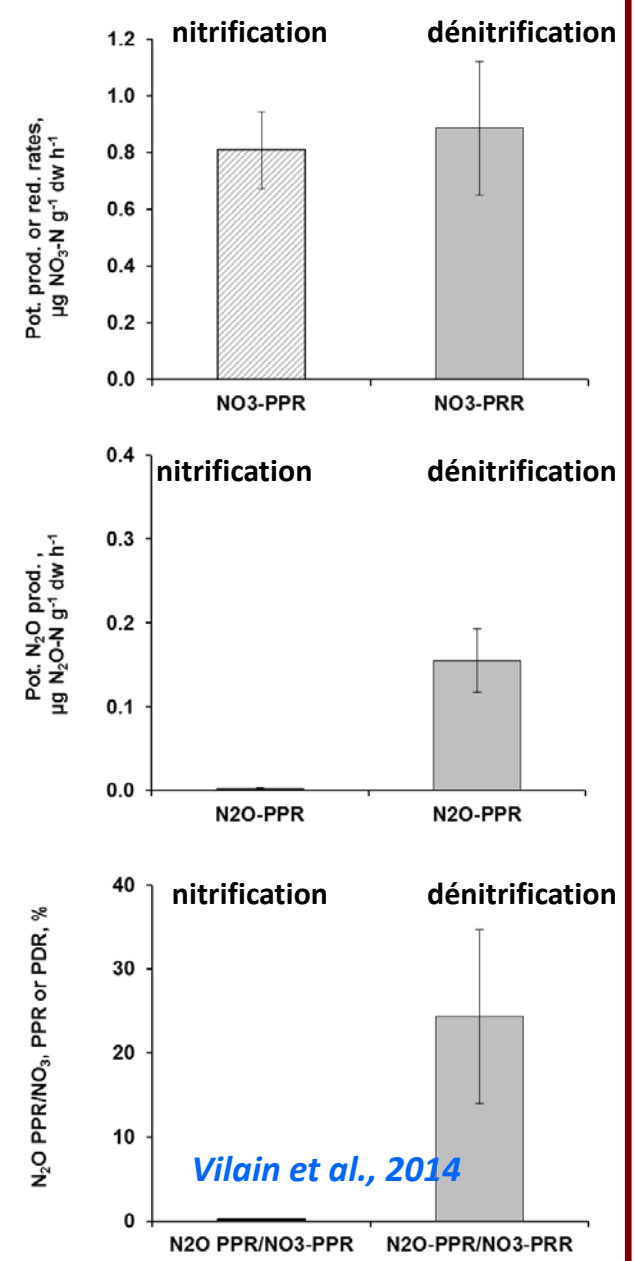 nitrification dénitrification
Pot. prod. or red. rates,
µg NO₃-N g⁻¹ dw h⁻¹
1.2
1.0
0.8
0.6
0.4
0.2
0.0
NO3-PPR NO3-PRR
nitrification dénitrification
Pot. N₂O prod. ,
µg N₂O-N g⁻¹ dw h⁻¹
0.4
0.3
0.2
0.1
0.0
N2O-PPR N2O-PPR
nitrification dénitrification
N₂O PPR/NO₃, PPR or PDR, %
40
30
20
10
0
Vilain et al., 2014
N2O PPR/NO3-PPR N2O-PPR/NO3-PRR